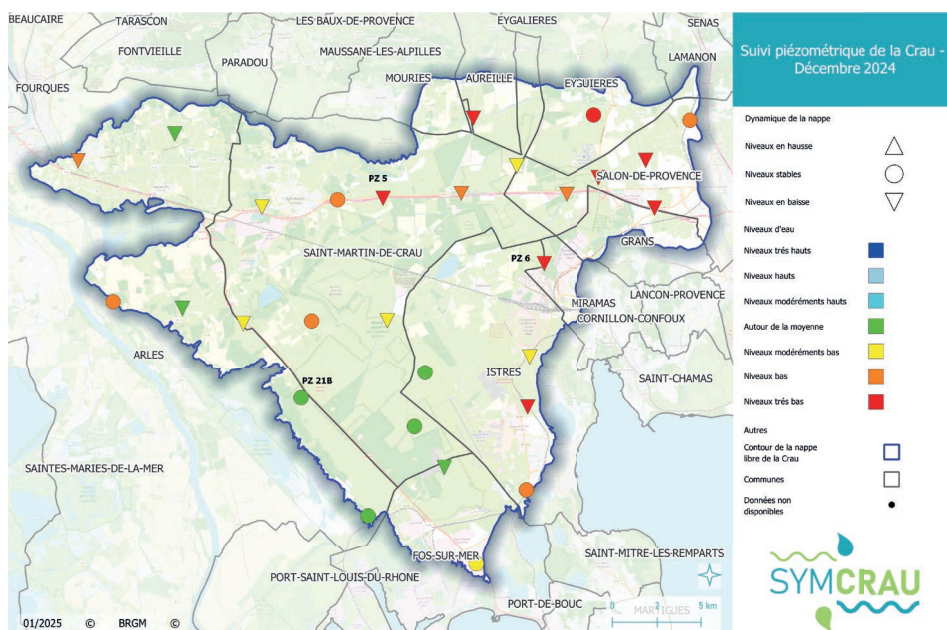 BEAUCAIRE
TARASCON
LES BAUX-DE-PROVENCE
EYGALIERES
SENAS
FONTVIEILLE
MAUSSANE-LES-ALPILLES
PARADOU
LAMANON
FOURQUES
MOURIES
AUREILLE
EYGUIERES
SALON-DE-PROVENCE
PZ 5
SAINT-MARTIN-DE-CRAU
GRANS
PZ 6
LANCON-PROVENCE
MIRAMAS
CORNILLON-CONFOUX
ARLES
ISTRES
SAINT-CHAMAS
PZ 21B
SAINTES-MARIES-DE-LA-MER
FOS-SUR-MER
SAINT-MITRE-LES-REMPARTS
PORT-SAINT-LOUIS-DU-RHONE
PORT-DE-BOUC
MARTIGUES
0 2 5 km
01/2025 © BRGM ©
Suivi piézométrique de la Crau -
Décembre 2024
Dynamique de la nappe
Niveaux en hausse
Niveaux stables
Niveaux en baisse
Niveaux d'eau
Niveaux trés hauts
Niveaux hauts
Niveaux modéréments hauts
Autour de la moyenne
Niveaux modéréments bas
Niveaux bas
Niveaux trés bas
Autres
Contour de la nappe
libre de la Crau
Communes
Données non
disponibles
SYMCRAU